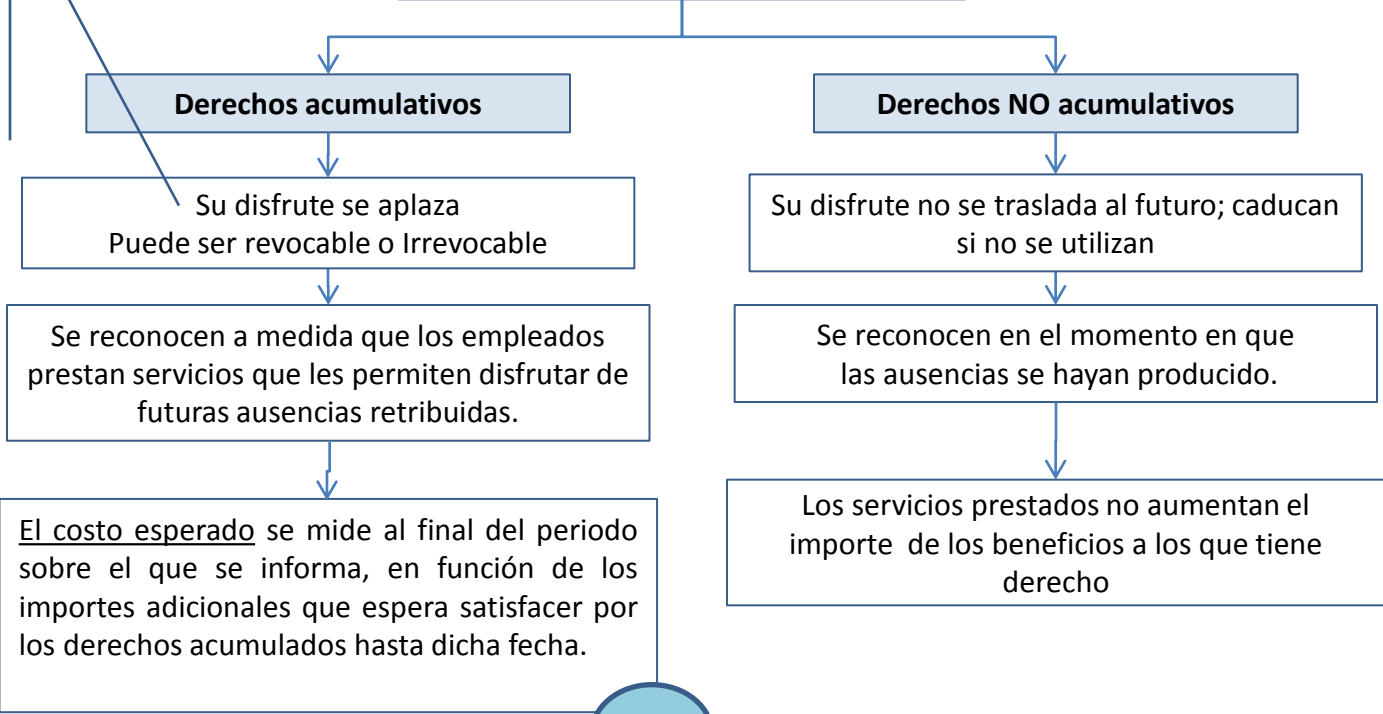 Derechos acumulativos
Su disfrute se aplaza
Puede ser revocable o Irrevocable
Se reconocen a medida que los empleados
prestan servicios que les permiten disfrutar de
futuras ausencias retribuidas.
El costo esperado se mide al final del periodo
sobre el que se informa, en función de los
importes adicionales que espera satisfacer por
los derechos acumulados hasta dicha fecha.
Derechos NO acumulativos
Su disfrute no se traslada al futuro; caducan
si no se utilizan
Se reconocen en el momento en que
las ausencias se hayan producido.
Los servicios prestados no aumentan el
importe  de los beneficios a los que tiene
derecho